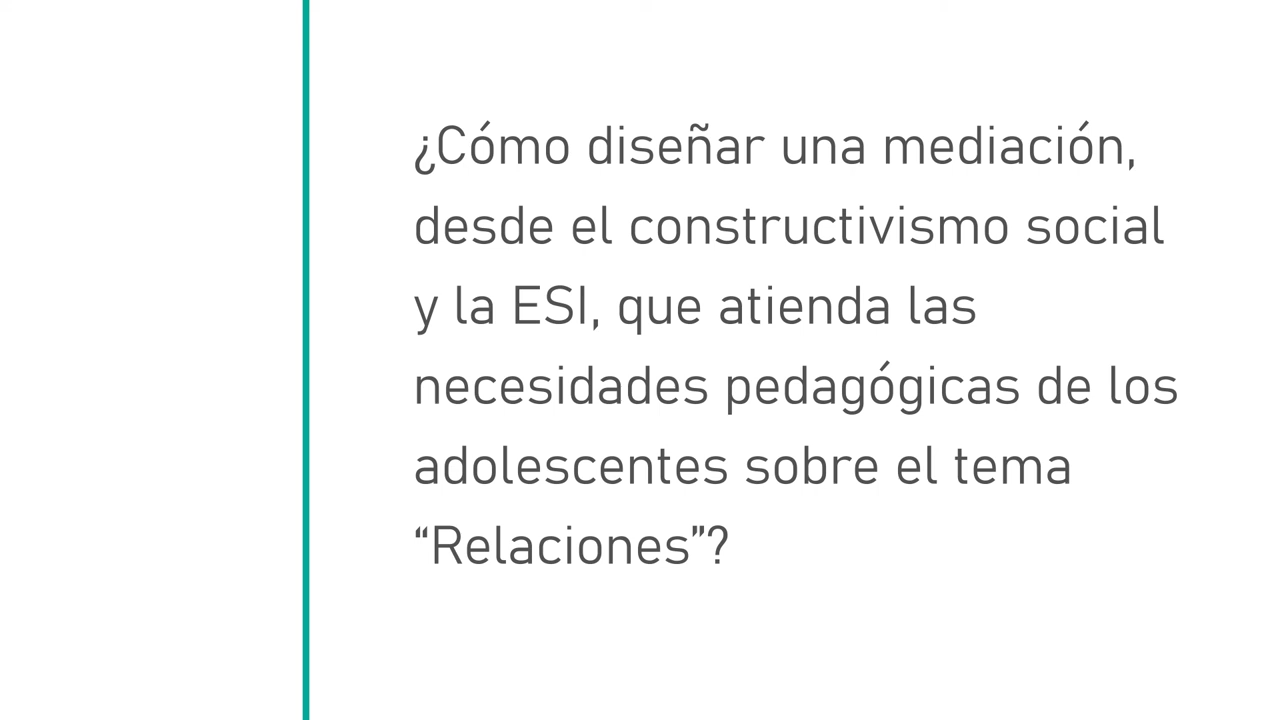 ¿Cómo diseñar una mediación,
desde el constructivismo social
y la ESI, que atienda las
necesidades pedagógicas de los
adolescentes sobre el tema
“Relaciones”?